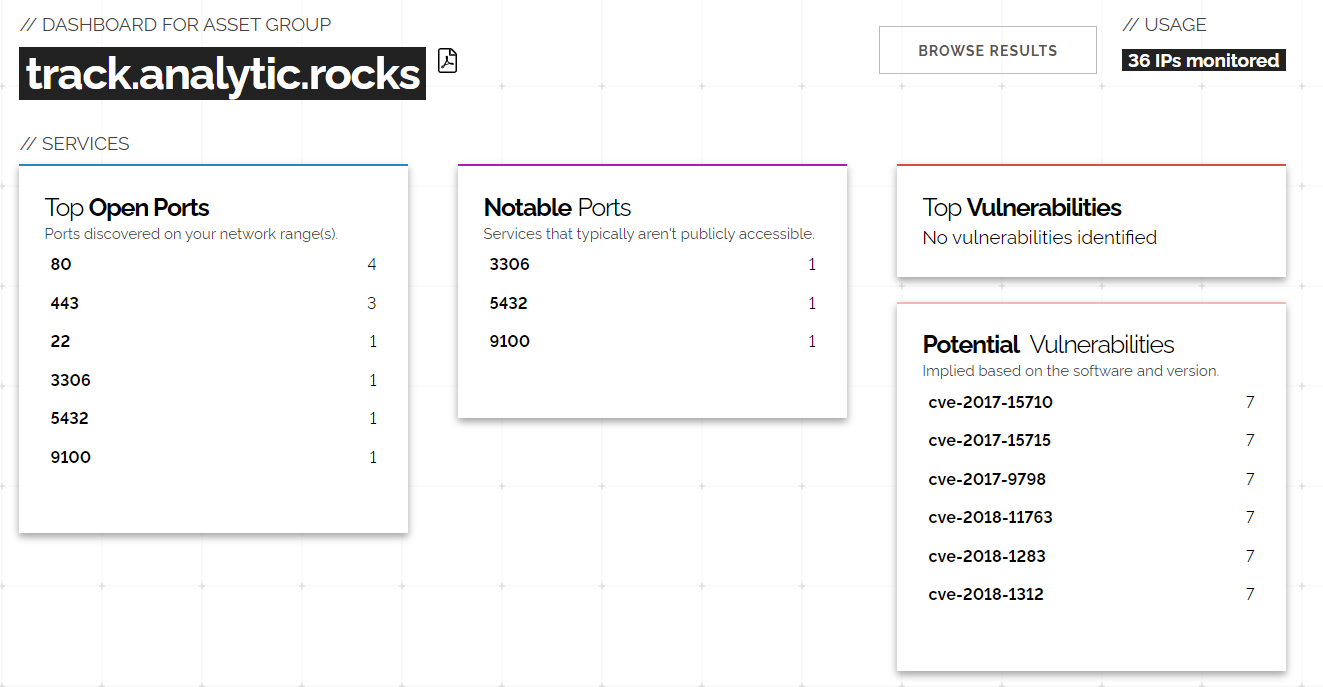 // DASHBOARD FOR ASSET GROUP
track.analytic.rocks
BROWSE RESULTS
// USAGE
36 IPs monitored
// SERVICES
Top Open Ports
Ports discovered on your network range(s).
80 4
443 3
22 1
3306 1
5432 1
9100 1
Notable Ports
Services that typically aren't publicly accessible.
3306 1
5432 1
9100 1
Top Vulnerabilities
No vulnerabilities identified
Potential Vulnerabilities
Implied based on the software and version.
cve-2017-15710 7
cve-2017-15715 7
cve-2017-9798 7
cve-2018-11763 7
cve-2018-1283 7
cve-2018-1312 7